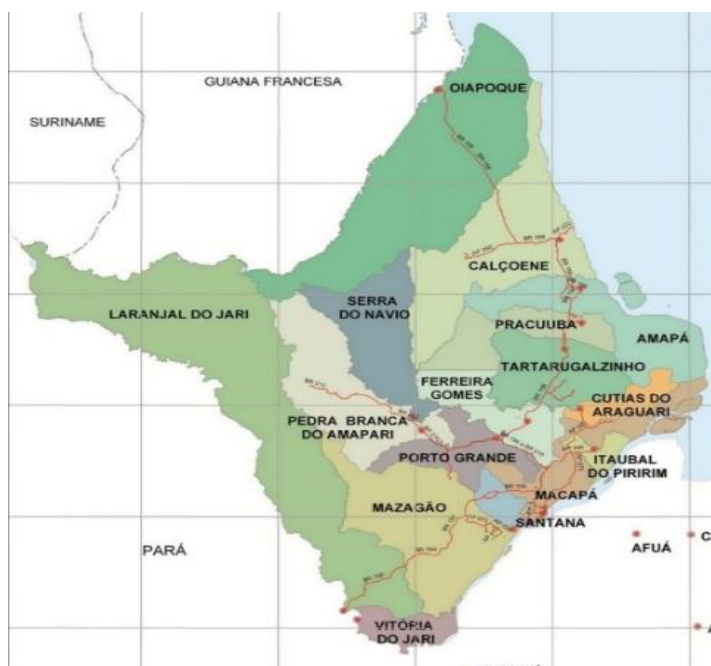 GUIANA FRANCESA
OIAPOQUE
SURINAME
CALÇOENE
LARANJAL DO JARI
SERRA
DO NAVIO
PRACUUBA
AMAPÁ
TARTARUGALZINHO
FERREIRA
GOMES
CUTIAS DO
ARAGUARI
PEDRA BRANCA
DO AMAPARI
PORTO GRANDE
ITAUBAL
DO PIRIRIM
MACAPÁ
MAZAGÃO
SANTANA
PARÁ
AFUÁ
C
VITÓRIA
DO JARI